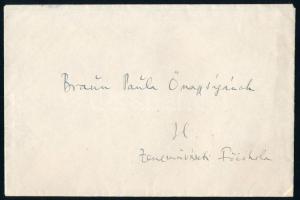 Braun Paula Őnagyságának
H.
Zeneművészeti Főiskola